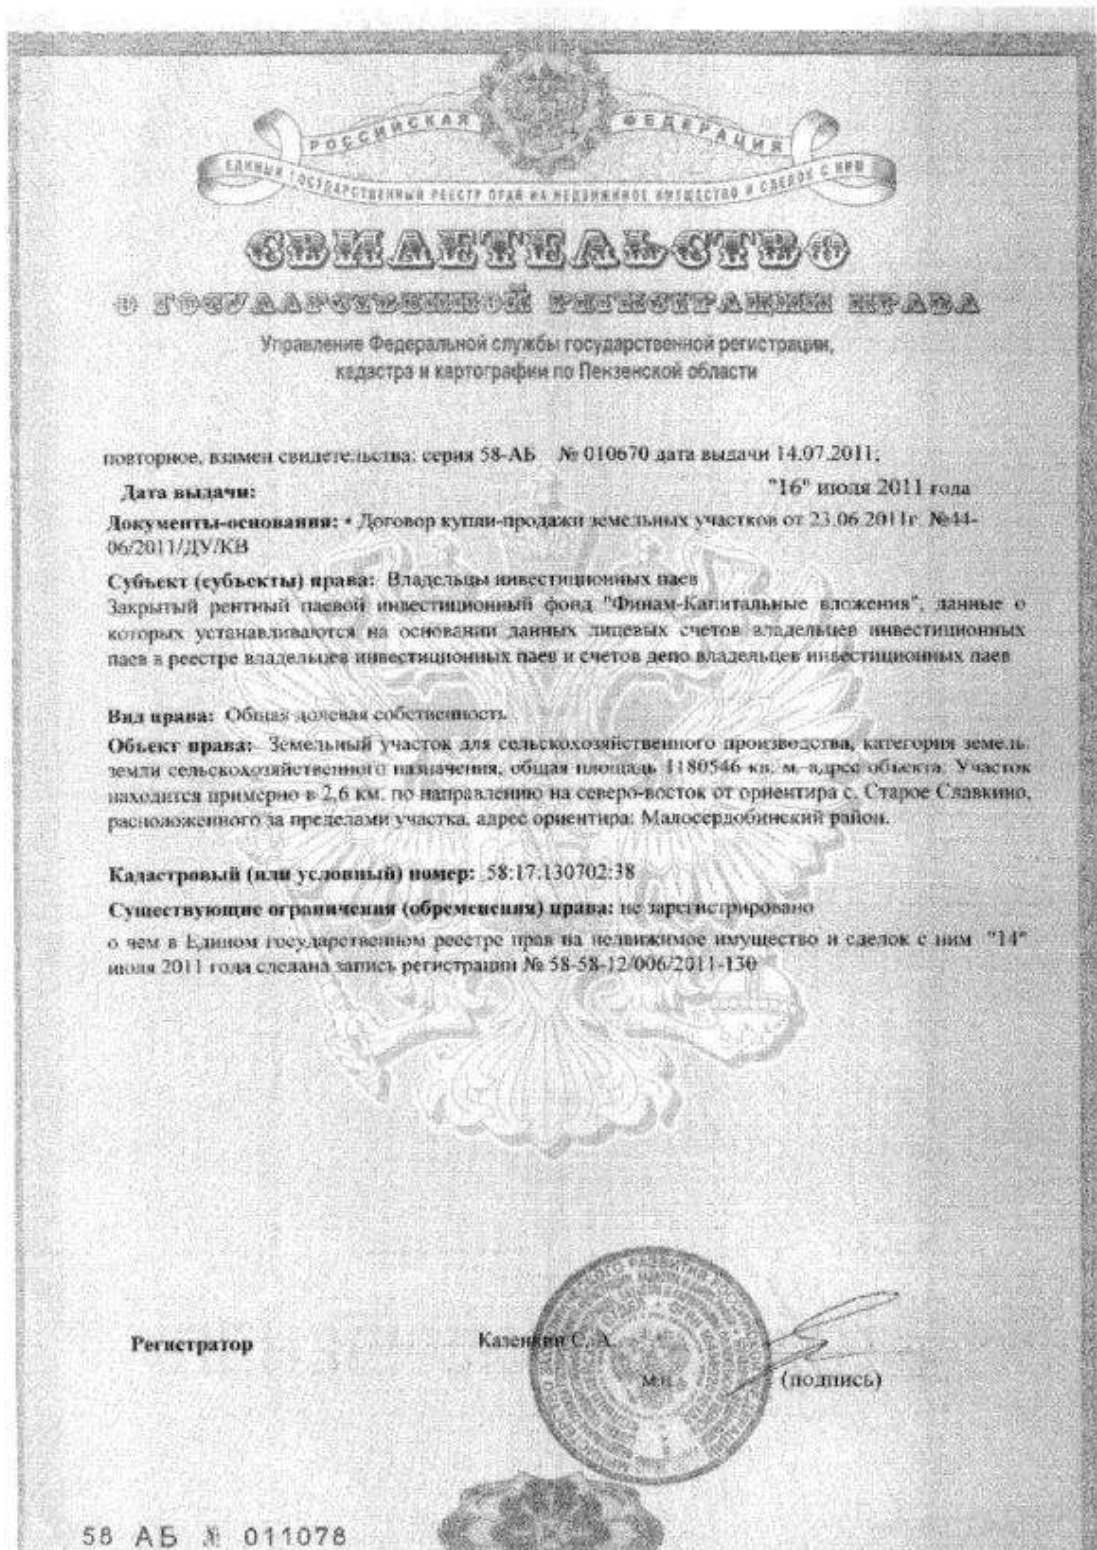 РОССИЙСКАЯ ФЕДЕРАЦИЯ
ЕДИНЫЙ ГОСУДАРСТВЕННЫЙ РЕЕСТР ПРАВ НА НЕДВИЖИМОЕ ИМУЩЕСТВО И СДЕЛОК С НИМ
СВИДЕТЕЛЬСТВО
О ГОСУДАРСТВЕННОЙ РЕГИСТРАЦИИ ПРАВА
Управление Федеральной службы государственной регистрации,
кадастра и картографии по Пензенской области
повторное, взамен свидетельства: серия 58-АБ № 010670 дата выдачи 14.07.2011;
Дата выдачи: "16" июля 2011 года
Документы-основания: • Договор купли-продажи земельных участков от 23.06.2011г. №44-
06/2011/ДУ/КВ
Субъект (субъекты) права: Владельцы инвестиционных паев
Закрытый рентный паевой инвестиционный фонд "Финам-Капитальные вложения", данные о
которых устанавливаются на основании данных лицевых счетов владельцев инвестиционных
паев в реестре владельцев инвестиционных паев и счетов депо владельцев инвестиционных паев
Вид права: Общая долевая собственность
Объект права: Земельный участок для сельскохозяйственного производства, категория земель:
земли сельскохозяйственного назначения, общая площадь 1180546 кв. м, адрес объекта: Участок
находится примерно в 2,6 км. по направлению на северо-восток от ориентира с. Старое Славкино,
расположенного за пределами участка, адрес ориентира: Малосердобинский район.
Кадастровый (или условный) номер: 58:17:130702:38
Существующие ограничения (обременения) права: не зарегистрировано
о чем в Едином государственном реестре прав на недвижимое имущество и сделок с ним "14"
июля 2011 года сделана запись регистрации № 58-58-12/006/2011-130
Регистратор Казенкин С. А.
м.п. (подпись)
58 АБ № 011078